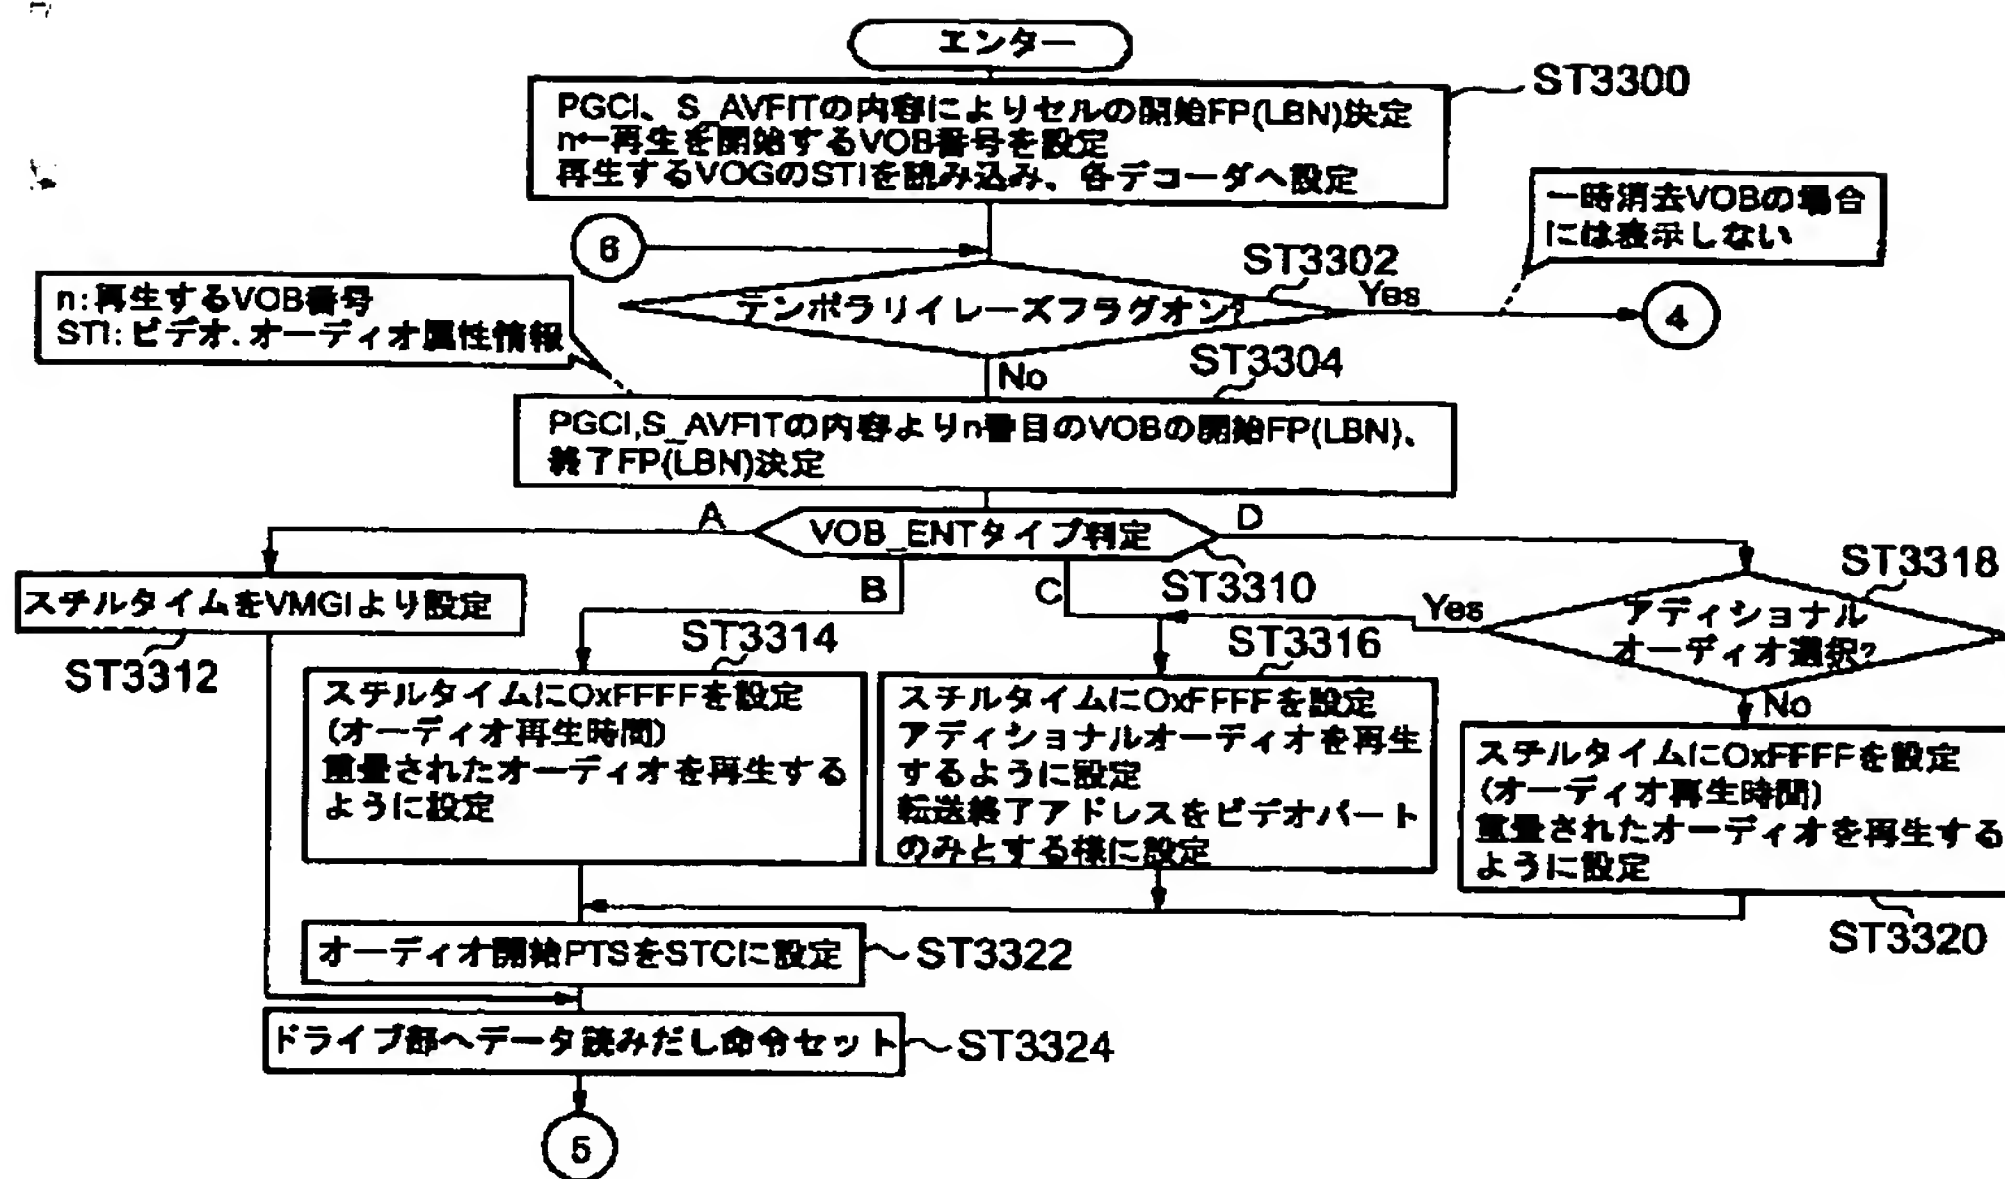 エンター
ST3300
PGCI、S_AVFITの内容によりセルの開始FP(LBN)決定
n←再生を開始するVOB番号を設定
再生するVOGのSTIを読み込み、各デコーダへ設定
一時消去VOBの場合
には表示しない
6
ST3302
テンポラリイレーズフラグオン?
Yes
4
n:再生するVOB番号
STI:ビデオ.オーディオ属性情報
No
ST3304
PGCI,S_AVFITの内容よりn番目のVOBの開始FP(LBN)、
終了FP(LBN)決定
A
VOB_ENTタイプ判定
D
B
C
ST3310
ST3318
スチルタイムをVMGIより設定
ST3312
Yes
アディショナル
オーディオ選択?
No
ST3314
スチルタイムにOxFFFFを設定
(オーディオ再生時間)
重畳されたオーディオを再生する
ように設定
ST3316
スチルタイムにOxFFFFを設定
アディショナルオーディオを再生
するように設定
転送終了アドレスをビデオパート
のみとする様に設定
スチルタイムにOxFFFFを設定
(オーディオ再生時間)
重畳されたオーディオを再生する
ように設定
ST3320
オーディオ開始PTSをSTCに設定
ST3322
ドライブ部へデータ読みだし命令セット
ST3324
5